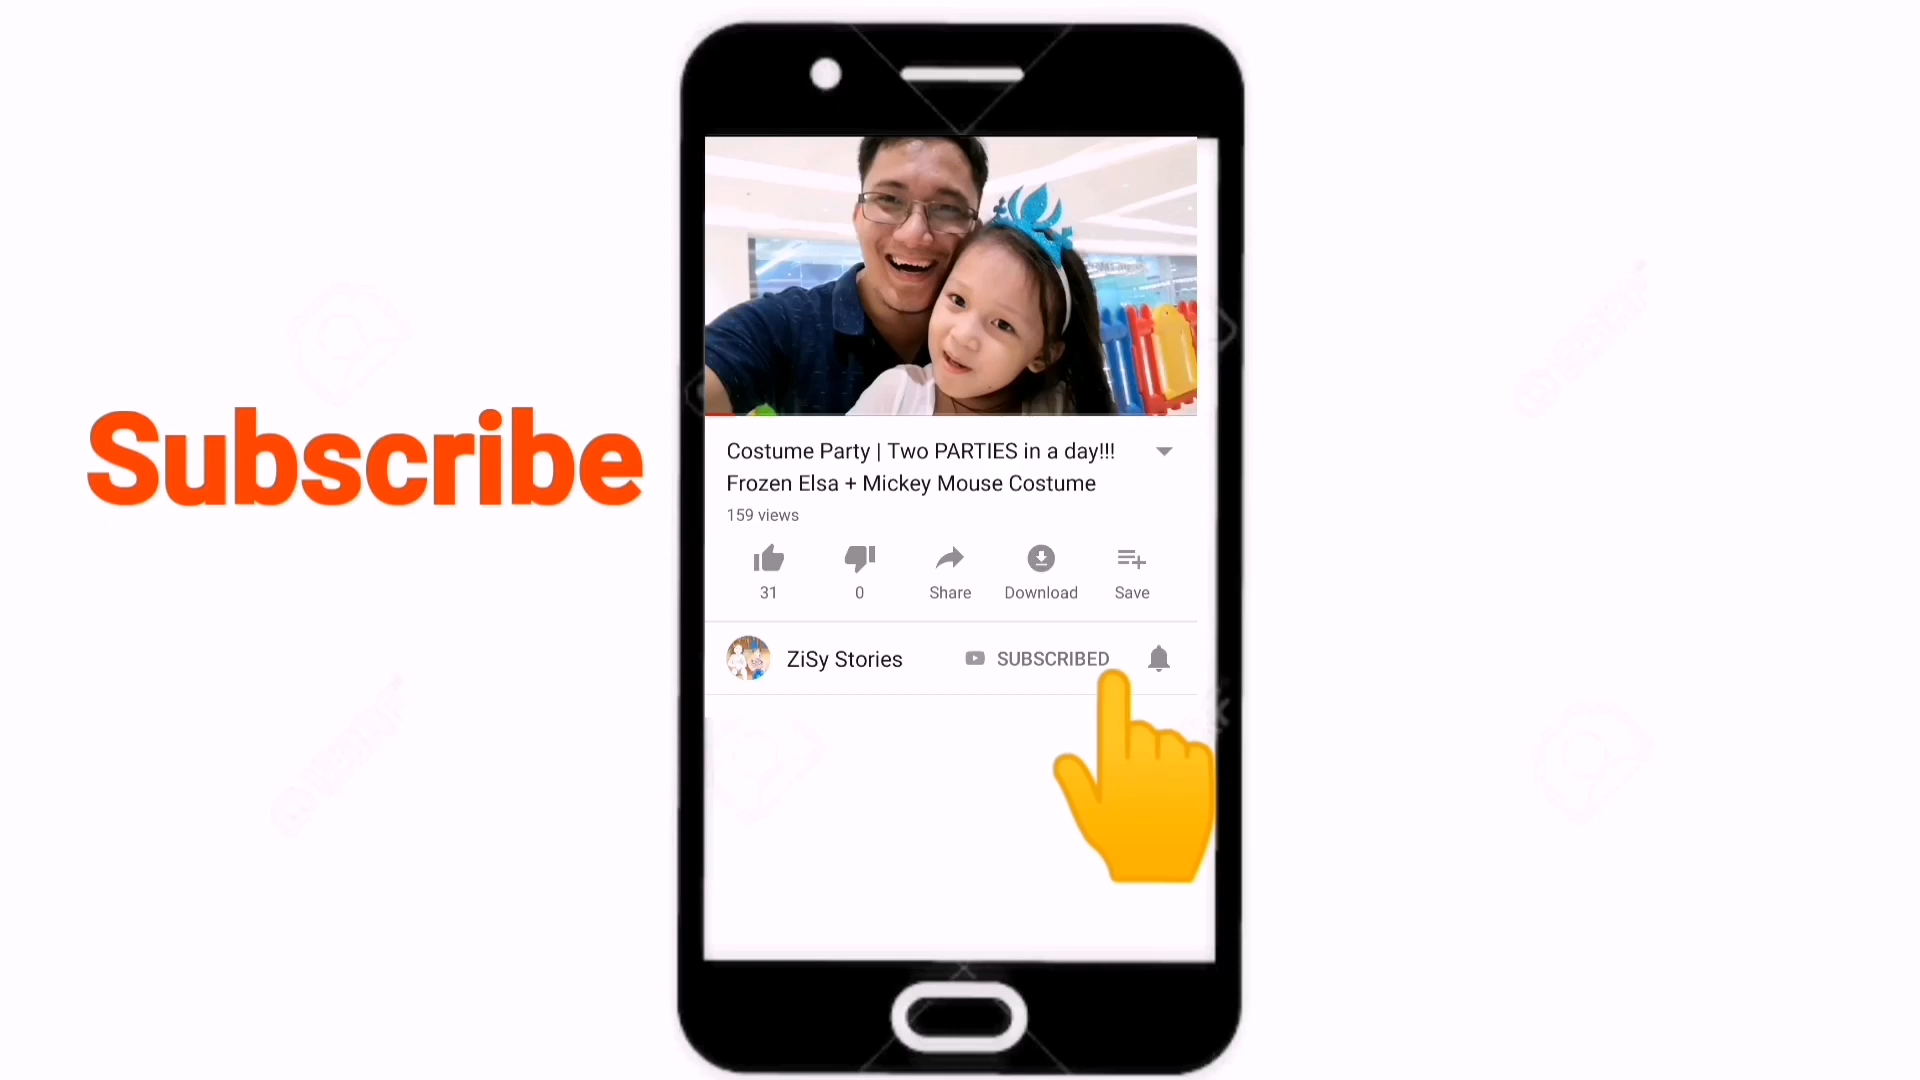 Subscribe
Costume Party | Two PARTIES in a day!!!
Frozen Elsa + Mickey Mouse Costume
159 views
31
0
Share
Download
Save
ZiSy Stories
SUBSCRIBED